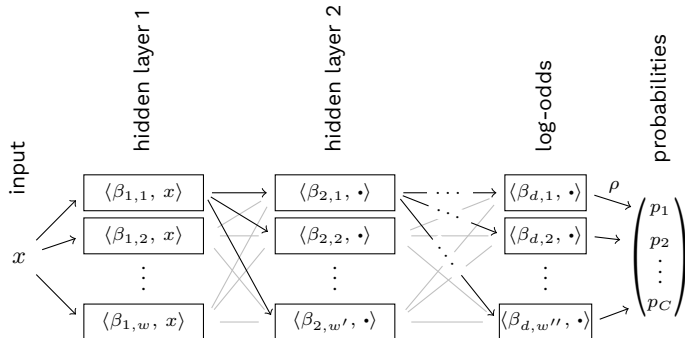 input
hidden layer 1
hidden layer 2
log-odds
probabilities
x
⟨β₁,₁, x⟩
⟨β₁,₂, x⟩
⋮
⟨β₁,w, x⟩
⟨β₂,₁, •⟩
⟨β₂,₂, •⟩
⋮
⟨β₂,w′, •⟩
· · ·
· · ·
· · ·
⟨βd,₁, •⟩
⟨βd,₂, •⟩
⋮
⟨βd,w′′, •⟩
ρ
p₁
p₂
⋮
p_C